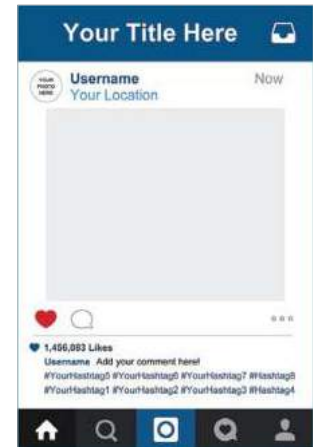 Your Title Here
YOUR
PHOTO
HERE
Username
Now
Your Location
1,456,083 Likes
Username Add your comment here!
#YourHashtag5 #YourHashtag6 #YourHashtag7 #Hashtag8
#YourHashtag1 #YourHashtag2 #YourHashtag3 #Hashtag4